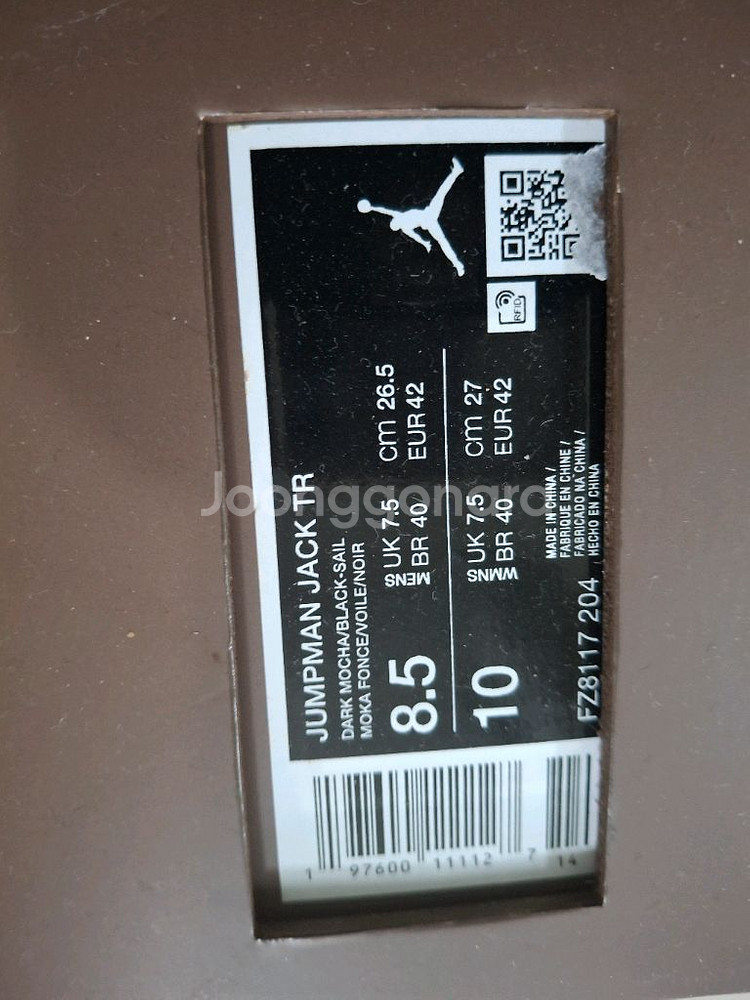 JUMPMAN JACK TR
DARK MOCHA/BLACK-SAIL
MOKA FONCE/VOILE/NOIR
8.5
MENS
UK 7.5
BR 40
cm 26.5
EUR 42
10
WMNS
UK 7.5
BR 40
cm 27
EUR 42
RFID
MADE IN CHINA /
FABRIQUE EN CHINE /
FABRICADO NA CHINA /
HECHO EN CHINA
FZ8117 204
1 97600 11112 7 14
Joonggonara